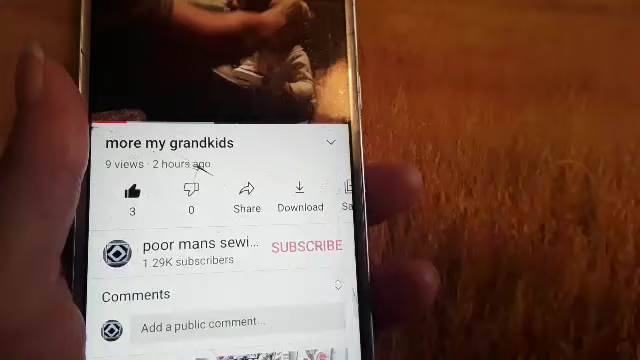 more my grandkids
9 views · 2 hours ago
3
0
Share
Download
Sa
poor mans sewi...
1.29K subscribers
SUBSCRIBE
Comments
Add a public comment...